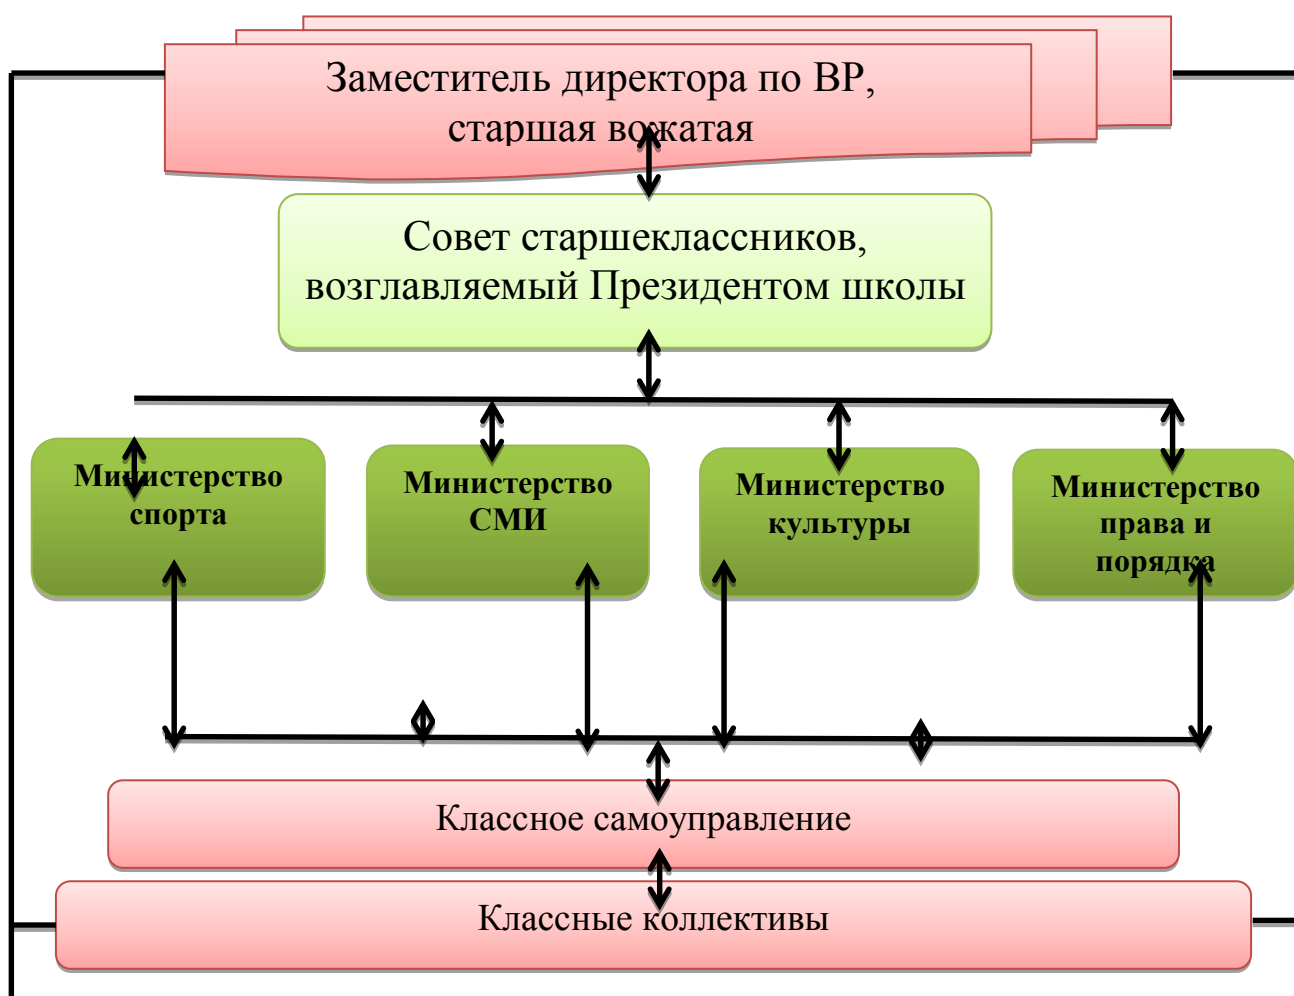 Заместитель директора по ВР,
старшая вожатая
Совет старшеклассников,
возглавляемый Президентом школы
Министерство
спорта
Министерство
СМИ
Министерство
культуры
Министерство
права и
порядка
Классное самоуправление
Классные коллективы